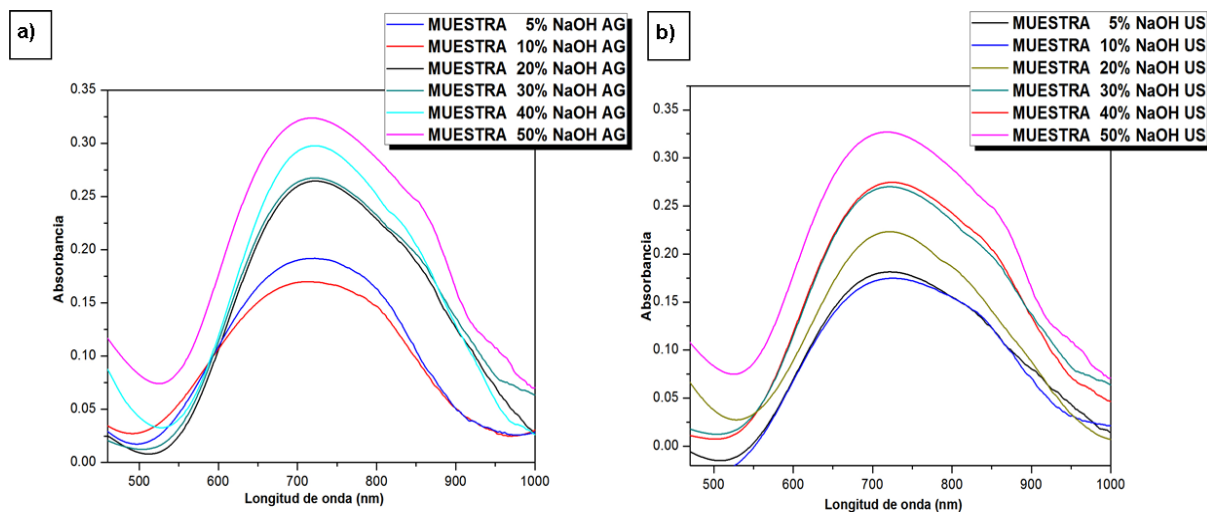 a)
MUESTRA 5% NaOH AG
MUESTRA 10% NaOH AG
MUESTRA 20% NaOH AG
MUESTRA 30% NaOH AG
MUESTRA 40% NaOH AG
MUESTRA 50% NaOH AG
0.35
0.30
0.25
0.20
0.15
0.10
0.05
0.00
Absorbancia
500 600 700 800 900 1000
Longitud de onda (nm)
b)
MUESTRA 5% NaOH US
MUESTRA 10% NaOH US
MUESTRA 20% NaOH US
MUESTRA 30% NaOH US
MUESTRA 40% NaOH US
MUESTRA 50% NaOH US
0.35
0.30
0.25
0.20
0.15
0.10
0.05
0.00
Absorbancia
500 600 700 800 900 1000
Longitud de onda (nm)